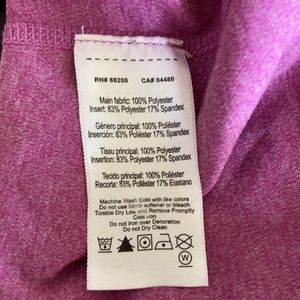 RN# 66200 CA# 04480
Main fabric: 100% Polyester
Insert: 83% Polyester 17% Spandex
Género principal: 100% Poliéster
Inserción: 83% Poliéster 17% Spandex
Tissu principal: 100% Polyester
Insertion: 83% Polyester 17% Spandex
Tecido principal: 100% Poliéster
Recorte: 83% Poliéster 17% Elastano
Machine Wash Cold with like colors
Do not use fabric softener or bleach
Tumble Dry Low and Remove Promptly
Cool Iron
Do not iron over Decoration
Do not Dry Clean
W